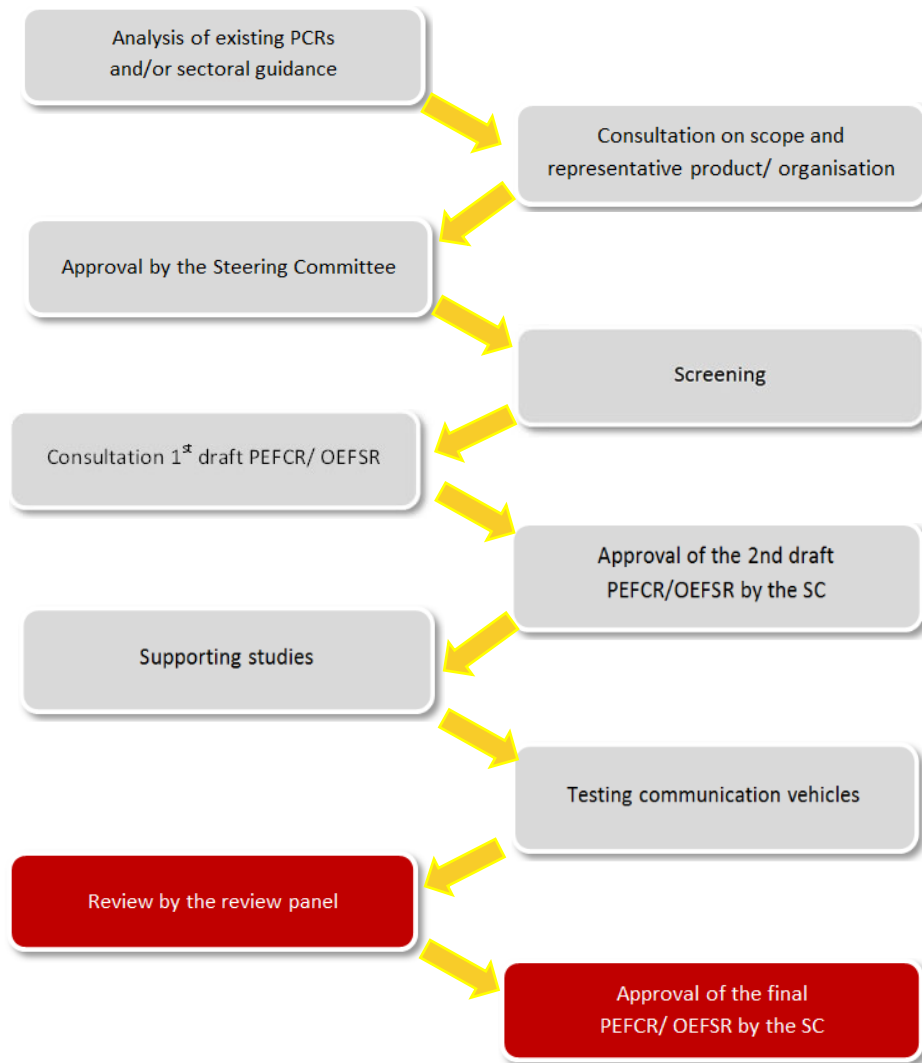 Analysis of existing PCRs
and/or sectoral guidance
Consultation on scope and
representative product/ organisation
Approval by the Steering Committee
Screening
Consultation 1st draft PEFCR/ OEFSR
Approval of the 2nd draft
PEFCR/OEFSR by the SC
Supporting studies
Testing communication vehicles
Review by the review panel
Approval of the final
PEFCR/ OEFSR by the SC